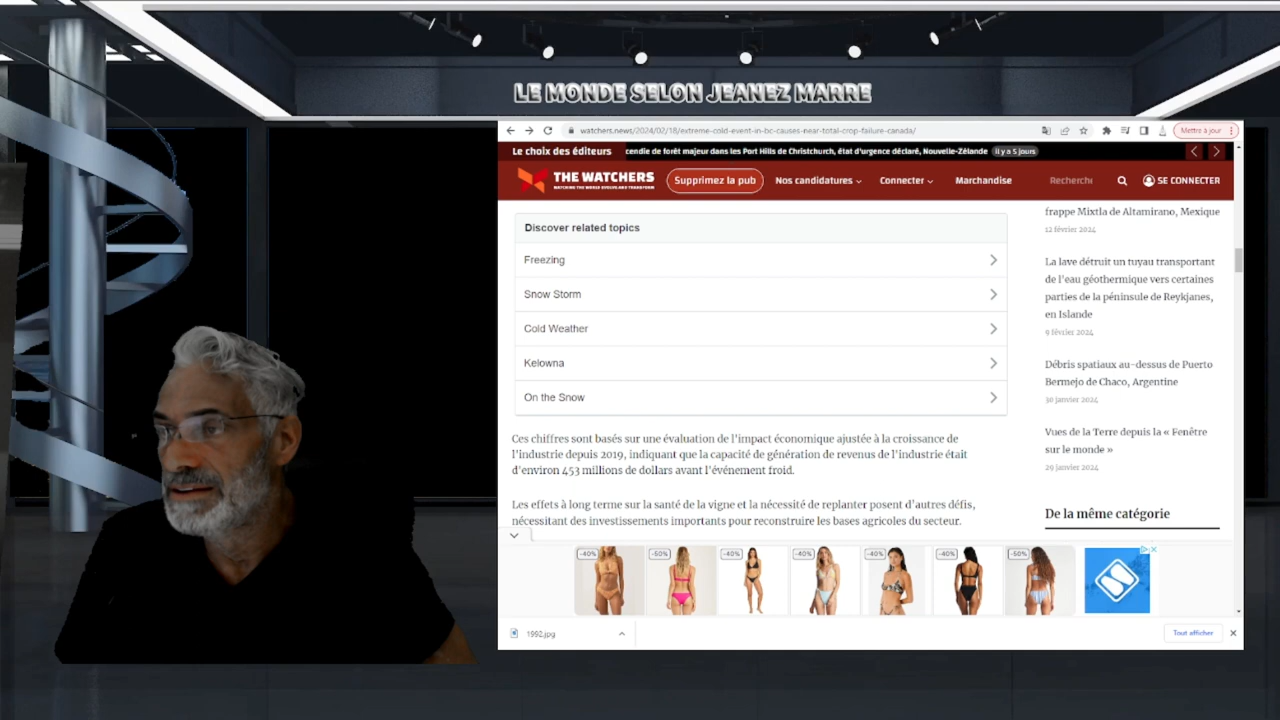 LE MONDE SELON JEANEZ MARRE
watchers.news/2024/02/18/extreme-cold-event-in-bc-causes-near-total-crop-failure-canada/
Mettre à jour
Le choix des éditeurs
cendie de forêt majeur dans les Port Hills de Christchurch, état d'urgence déclaré, Nouvelle-Zélande
il y a 5 jours
THE WATCHERS
WATCHING THE WORLD EVOLVE AND TRANSFORM
Supprimez la pub
Nos candidatures
Connecter
Marchandise
Recherche
SE CONNECTER
Discover related topics
Freezing
Snow Storm
Cold Weather
Kelowna
On the Snow
Ces chiffres sont basés sur une évaluation de l'impact économique ajustée à la croissance de
l'industrie depuis 2019, indiquant que la capacité de génération de revenus de l'industrie était
d'environ 453 millions de dollars avant l'événement froid.
Les effets à long terme sur la santé de la vigne et la nécessité de replanter posent d'autres défis,
nécessitant des investissements importants pour reconstruire les bases agricoles du secteur.
frappe Mixtla de Altamirano, Mexique
12 février 2024
La lave détruit un tuyau transportant
de l'eau géothermique vers certaines
parties de la péninsule de Reykjanes,
en Islande
9 février 2024
Débris spatiaux au-dessus de Puerto
Bermejo de Chaco, Argentine
30 janvier 2024
Vues de la Terre depuis la « Fenêtre
sur le monde »
29 janvier 2024
De la même catégorie
-40%
-50%
-40%
-40%
-40%
-40%
-50%
1992.jpg
Tout afficher